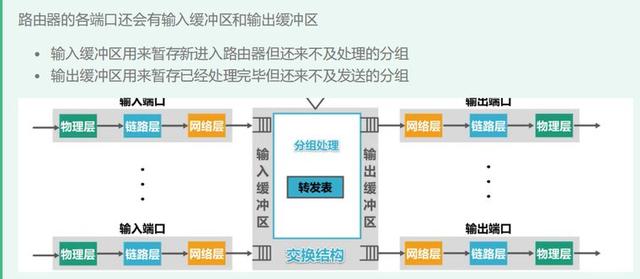 路由器的各端口还会有输入缓冲区和输出缓冲区
输入缓冲区用来暂存新进入路由器但还来不及处理的分组
输出缓冲区用来暂存已经处理完毕但还来不及发送的分组
输入端口
输出端口
物理层
链路层
网络层
分组处理
网络层
链路层
物理层
输入缓冲区
输出缓冲区
转发表
输入端口
输出端口
物理层
链路层
网络层
交换结构
网络层
链路层
物理层